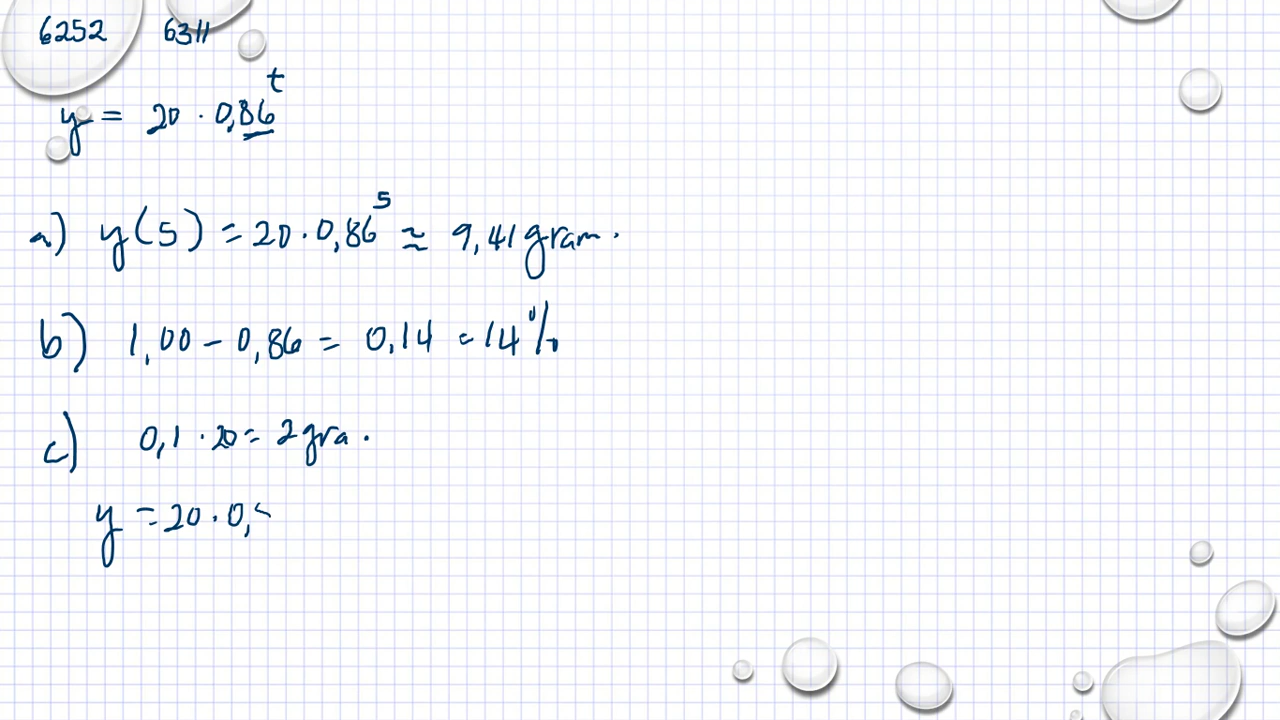 6252 6311
y = 20 · 0,86^t
a) y(5) = 20 · 0,86^5 ≈ 9,41 gram.
b) 1,00 - 0,86 = 0,14 = 14%
c) 0,1 · 20 = 2 gra.
y = 20 · 0,